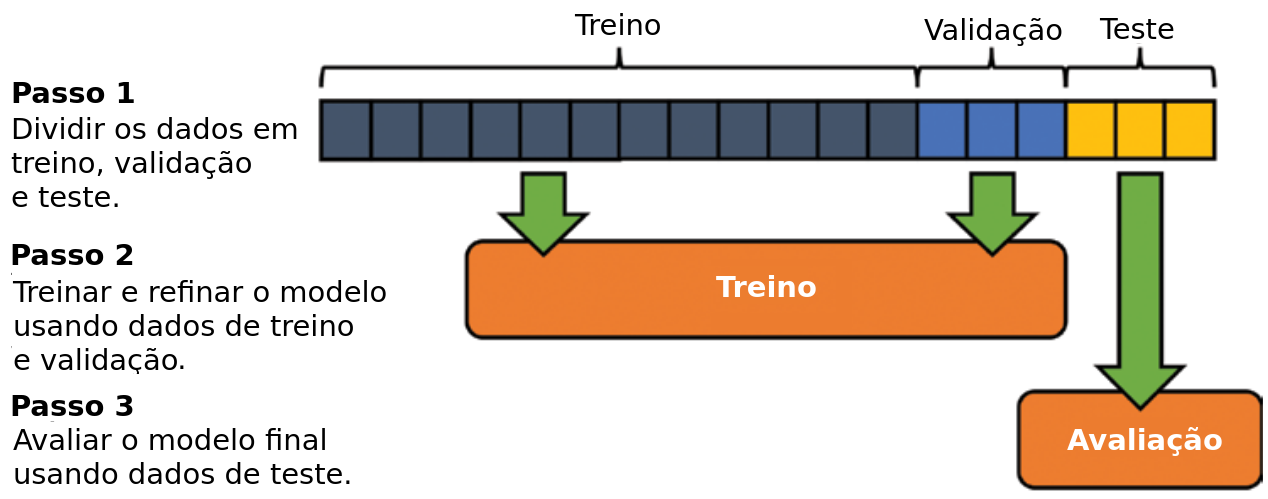 Treino
Validação
Teste
Passo 1
Dividir os dados em
treino, validação
e teste.
Passo 2
Treinar e refinar o modelo
usando dados de treino
e validação.
Treino
Passo 3
Avaliar o modelo final
usando dados de teste.
Avaliação